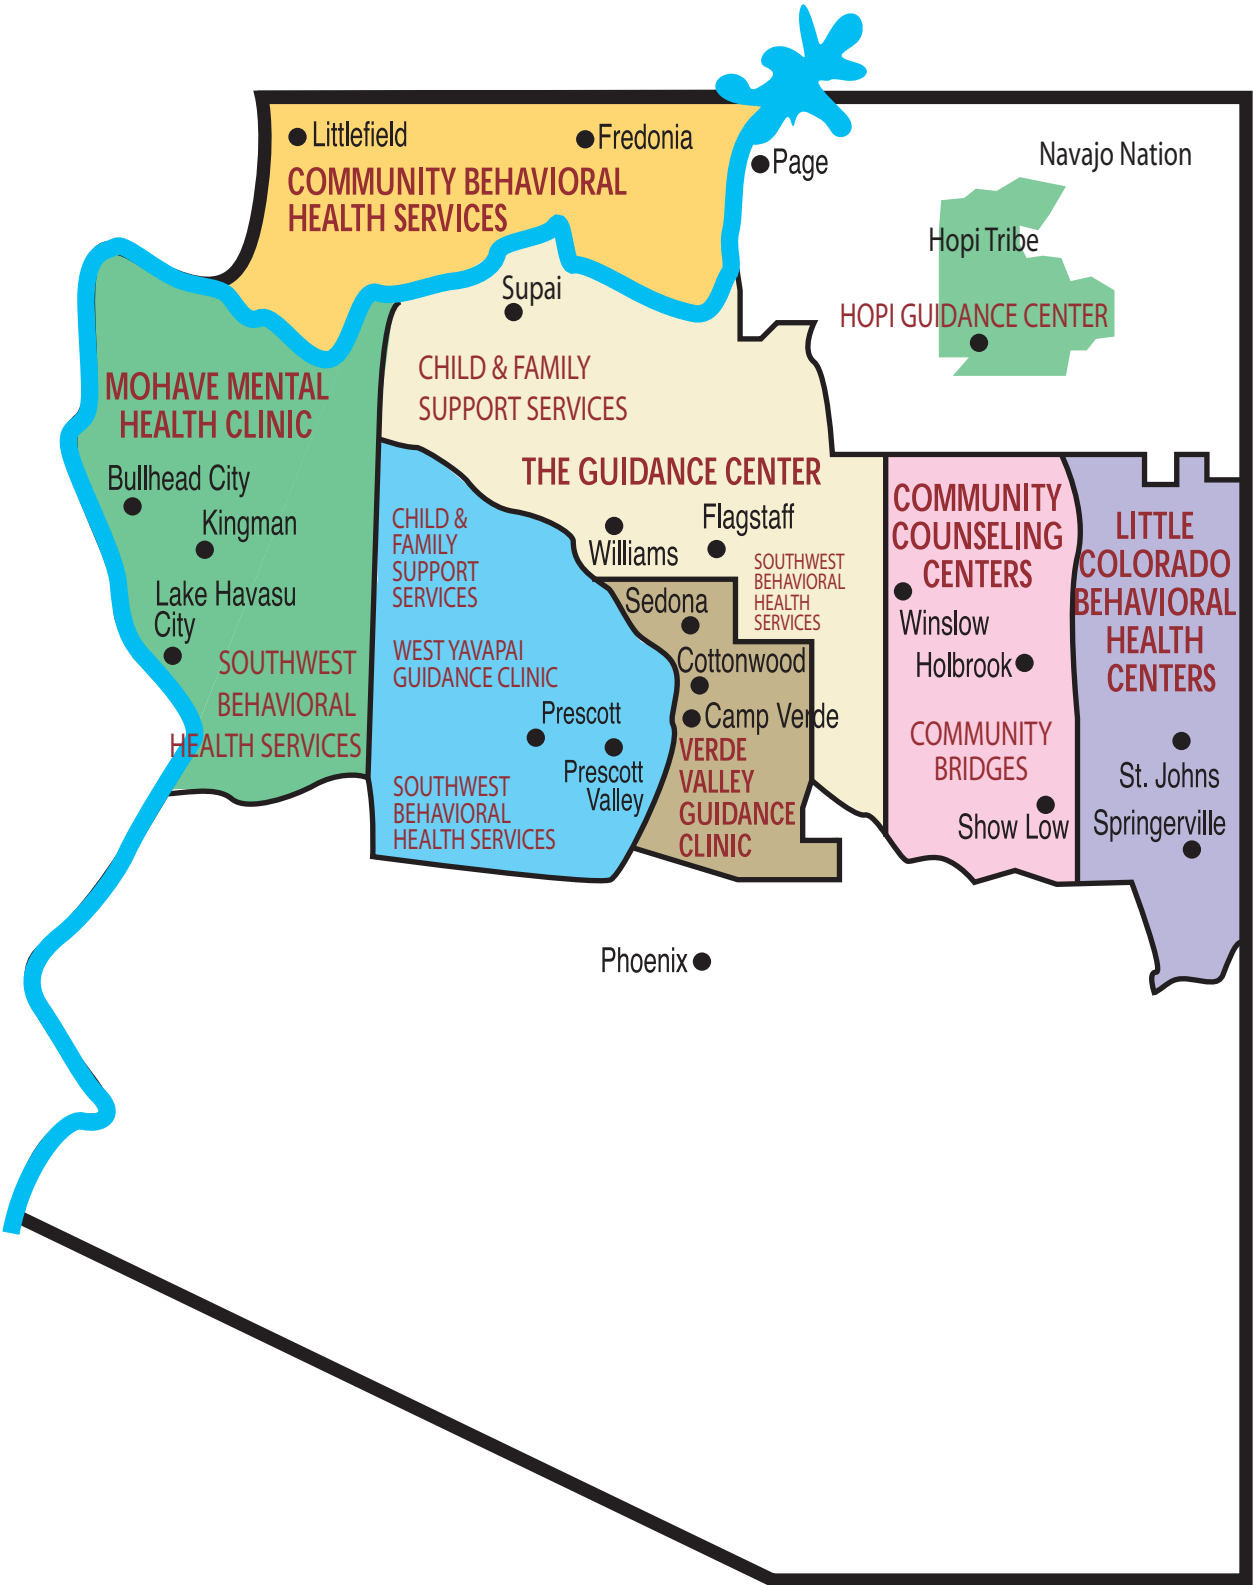 Littlefield
Fredonia
COMMUNITY BEHAVIORAL
HEALTH SERVICES
Page
Navajo Nation
Hopi Tribe
HOPI GUIDANCE CENTER
Supai
CHILD & FAMILY
SUPPORT SERVICES
THE GUIDANCE CENTER
Williams
Flagstaff
SOUTHWEST
BEHAVIORAL
HEALTH
SERVICES
MOHAVE MENTAL
HEALTH CLINIC
Bullhead City
Kingman
Lake Havasu
City
SOUTHWEST
BEHAVIORAL
HEALTH SERVICES
CHILD &
FAMILY
SUPPORT
SERVICES
WEST YAVAPAI
GUIDANCE CLINIC
Prescott
Prescott
Valley
SOUTHWEST
BEHAVIORAL
HEALTH SERVICES
Sedona
Cottonwood
Camp Verde
VERDE
VALLEY
GUIDANCE
CLINIC
COMMUNITY
COUNSELING
CENTERS
Winslow
Holbrook
COMMUNITY
BRIDGES
Show Low
LITTLE
COLORADO
BEHAVIORAL
HEALTH
CENTERS
St. Johns
Springerville
Phoenix